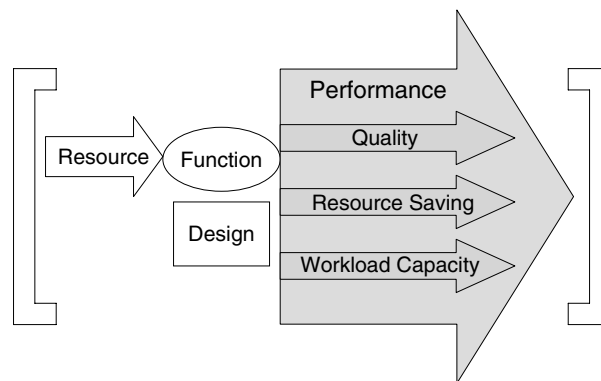 Performance
Quality
Resource
Function
Resource Saving
Design
Workload Capacity